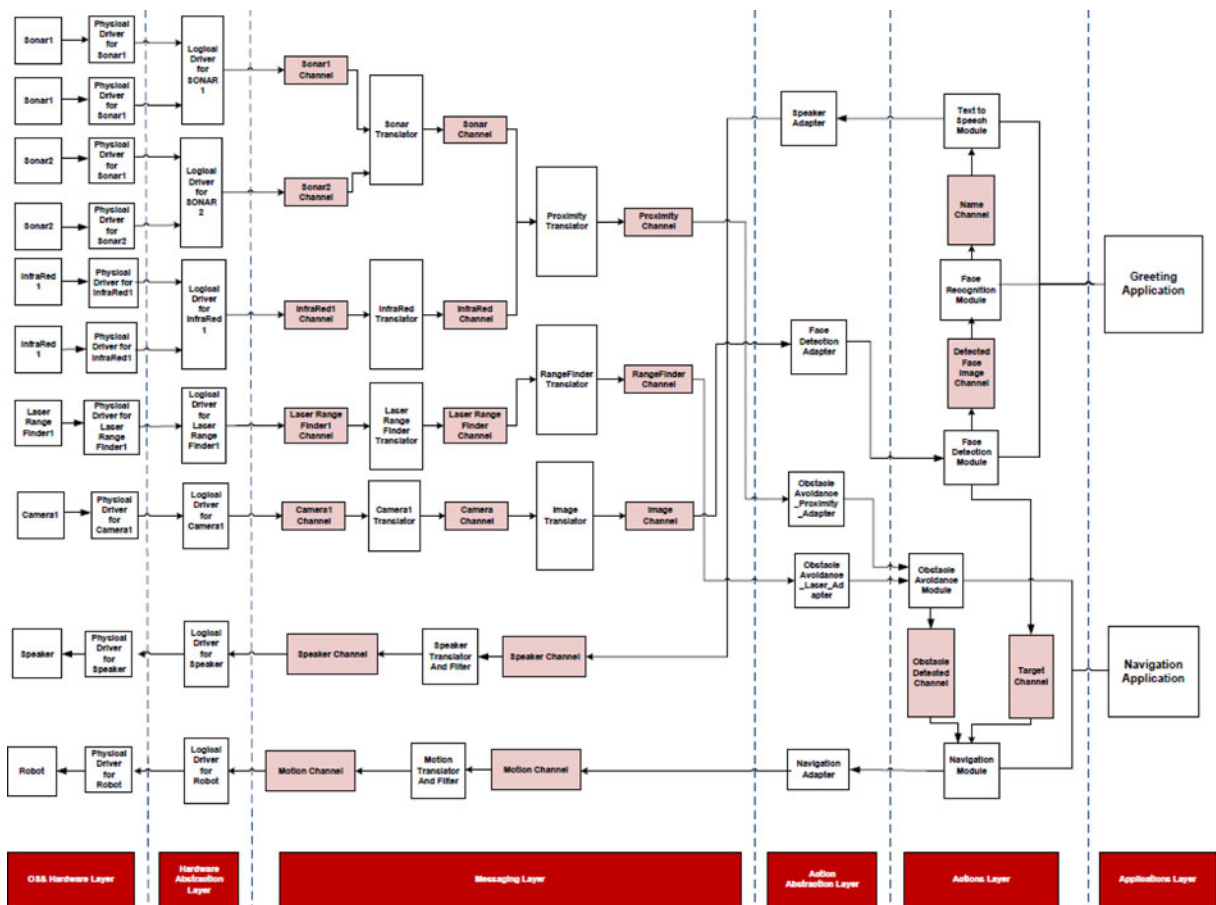 Sonar1
Physical
Driver
for
Sonar1
Logical
Driver
for
SONAR
1
Sonar1
Channel
Sonar1
Physical
Driver
for
Sonar1
Sonar
Translator
Sonar
Channel
Speaker
Adapter
Text to
Speech
Module
Sonar2
Physical
Driver
for
Sonar1
Logical
Driver
for
SONAR
2
Sonar2
Channel
Sonar2
Physical
Driver
for
Sonar2
Proximity
Translator
Proximity
Channel
Name
Channel
InfraRed
1
Physical
Driver for
InfraRed1
Logical
Driver
for
InfraRed
1
InfraRed1
Channel
InfraRed
Translator
InfraRed
Channel
Face
Recognition
Module
Greeting
Application
InfraRed
1
Physical
Driver for
InfraRed1
Face
Detection
Adapter
Detected
Face
Image
Channel
RangeFinder
Translator
RangeFinder
Channel
Laser
Range
Finder1
Physical
Driver for
Laser
Range
Finder1
Logical
Driver
for
Laser
Range
Finder1
Laser Range
Finder1
Channel
Laser
Range
Finder
Translator
Laser Range
Finder
Channel
Face
Detection
Module
Camera1
Physical
Driver
for
Camera1
Logical
Driver
for
Camera1
Camera1
Channel
Camera1
Translator
Camera
Channel
Image
Translator
Image
Channel
Obstacle
Avoidance
_Proximity
_Adapter
Obstacle
Avoidance
_Laser_Ad
apter
Obstacle
Avoidance
Module
Speaker
Physical
Driver
for
Speaker
Logical
Driver
for
Speaker
Speaker Channel
Speaker
Translator
And Filter
Speaker Channel
Obstacle
Detected
Channel
Target
Channel
Navigation
Application
Robot
Physical
Driver
for
Robot
Logical
Driver
for
Robot
Motion Channel
Motion
Translator
And Filter
Motion Channel
Navigation
Adapter
Navigation
Module
OS& Hardware Layer
Hardware
Abstraction
Layer
Messaging Layer
Action
Abstraction Layer
Actions Layer
Applications Layer